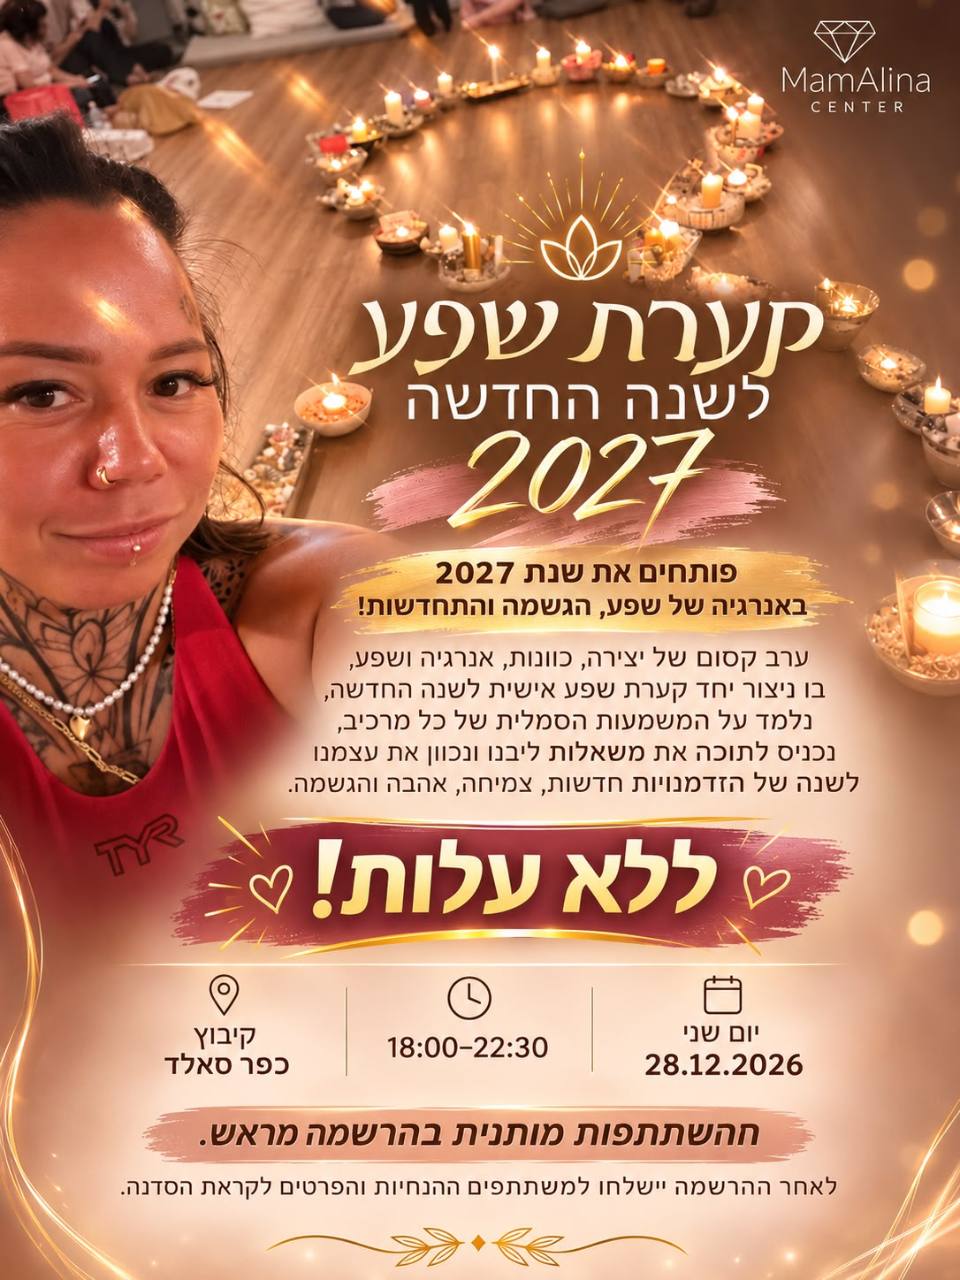 MamAlina
CENTER
קערת שפע
לשנה החדשה
2027
פותחים את שנת 2027
באנרגיה של שפע, הגשמה והתחדשות!
ערב קסום של יצירה, כוונות, אנרגיה ושפע,
בו ניצור יחד קערת שפע אישית לשנה החדשה,
נלמד על המשמעות הסמלית של כל מרכיב,
נכניס לתוכה את משאלות ליבנו ונכוון את עצמנו
לשנה של הזדמנויות חדשות, צמיחה, אהבה והגשמה.
TYR
ללא עלות!
יום שני
28.12.2026
18:00–22:30
קיבוץ
כפר סאלד
חהשתתפות מותנית בהרשמה מראש.
לאחר ההרשמה יישלחו למשתתפים ההנחיות והפרטים לקראת הסדנה.